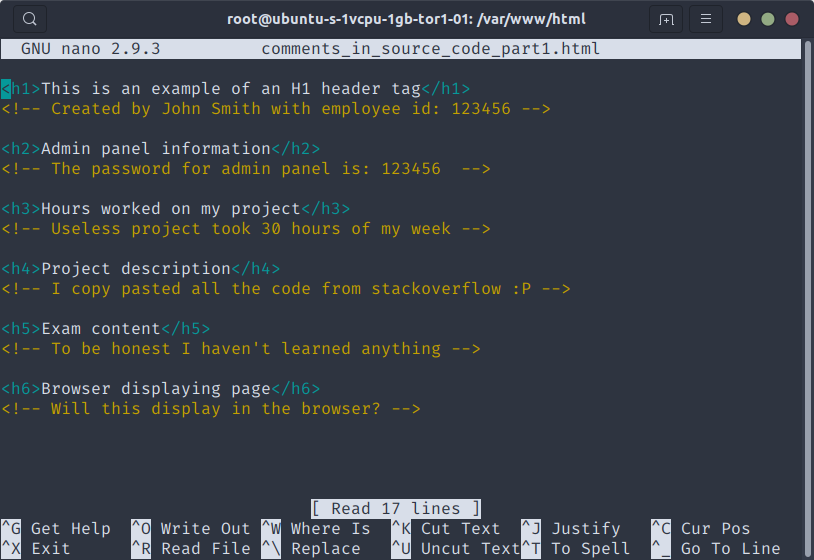 root@ubuntu-s-1vcpu-1gb-tor1-01: /var/www/html
GNU nano 2.9.3 comments_in_source_code_part1.html
<h1>This is an example of an H1 header tag</h1>
<!-- Created by John Smith with employee id: 123456 -->
<h2>Admin panel information</h2>
<!-- The password for admin panel is: 123456  -->
<h3>Hours worked on my project</h3>
<!-- Useless project took 30 hours of my week -->
<h4>Project description</h4>
<!-- I copy pasted all the code from stackoverflow :P -->
<h5>Exam content</h5>
<!-- To be honest I haven't learned anything -->
<h6>Browser displaying page</h6>
<!-- Will this display in the browser? -->
[ Read 17 lines ]
^G Get Help ^O Write Out ^W Where Is ^K Cut Text ^J Justify ^C Cur Pos
^X Exit ^R Read File ^\ Replace ^U Uncut Text ^T To Spell ^_ Go To Line